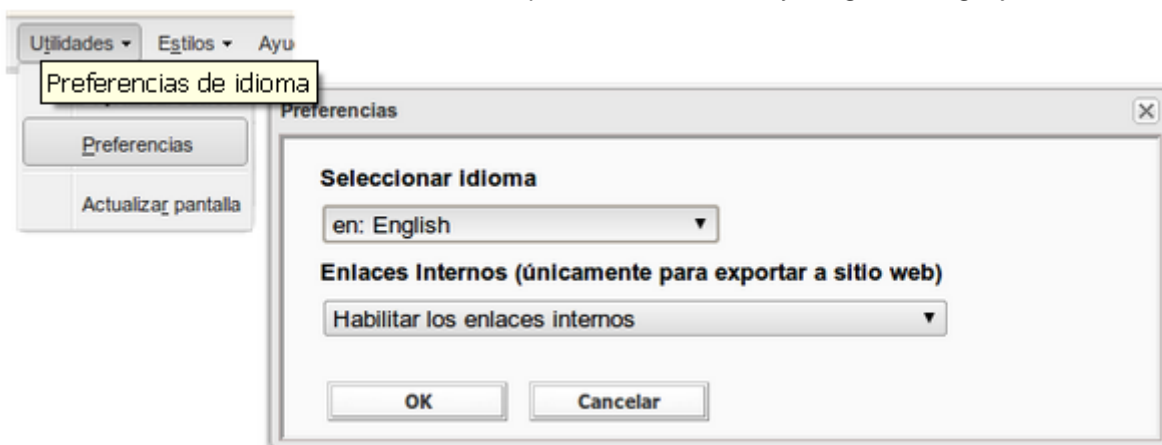 Utilidades ▾ Estilos ▾ Ayu
Preferencias de idioma
Preferencias
Actualizar pantalla
Preferencias
Seleccionar idioma
en: English
Enlaces Internos (únicamente para exportar a sitio web)
Habilitar los enlaces internos
OK Cancelar